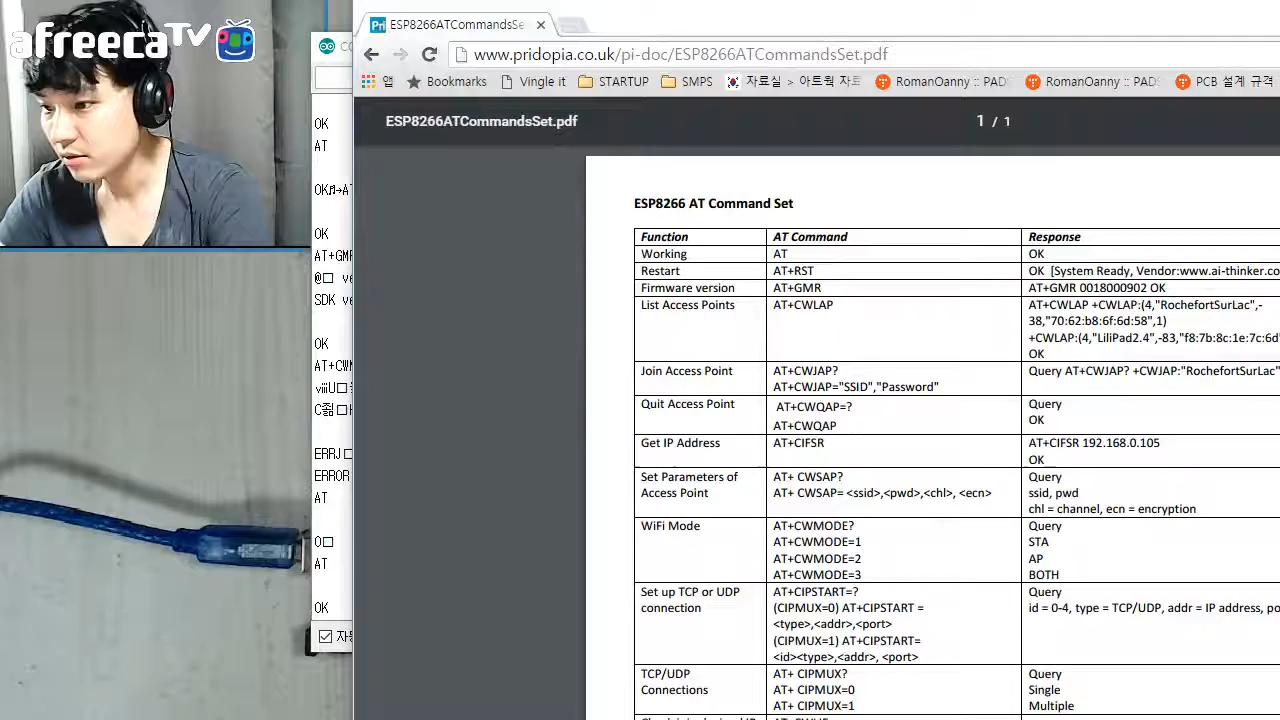 afreecaTV
ESP8266ATCommandsSe
www.pridopia.co.uk/pi-doc/ESP8266ATCommandsSet.pdf
앱 Bookmarks Vingle it STARTUP SMPS 자료실 아트웍 자료 RomanOanny :: PAD RomanOanny :: PAD PCB 설계 규격
ESP8266ATCommandsSet.pdf
1 / 1
OK
AT
OK♬→AT
OK
AT+GMR
SDK ve
OK
AT+CWM
ERROR
AT
AT
OK
ESP8266 AT Command Set
Function AT Command Response
Working AT OK
Restart AT+RST OK [System Ready, Vendor:www.ai-thinker.co
Firmware version AT+GMR AT+GMR 0018000902 OK
List Access Points AT+CWLAP AT+CWLAP +CWLAP:(4,"RochefortSurLac",-
38,"70:62:b8:6f:6d:58",1)
+CWLAP:(4,"LiliPad2.4",-83,"f8:7b:8c:1e:7c:6d"
OK
Join Access Point AT+CWJAP? Query AT+CWJAP? +CWJAP:"RochefortSurLac"
AT+CWJAP="SSID","Password"
Quit Access Point AT+CWQAP=? Query
AT+CWQAP OK
Get IP Address AT+CIFSR AT+CIFSR 192.168.0.105
OK
Set Parameters of AT+ CWSAP? Query
Access Point AT+ CWSAP= <ssid>,<pwd>,<chl>, <ecn> ssid, pwd
chl = channel, ecn = encryption
WiFi Mode AT+CWMODE? Query
AT+CWMODE=1 STA
AT+CWMODE=2 AP
AT+CWMODE=3 BOTH
Set up TCP or UDP AT+CIPSTART=? Query
connection (CIPMUX=0) AT+CIPSTART = id = 0-4, type = TCP/UDP, addr = IP address, po
<type>,<addr>,<port>
(CIPMUX=1) AT+CIPSTART=
<id><type>,<addr>, <port>
TCP/UDP AT+ CIPMUX? Query
Connections AT+ CIPMUX=0 Single
AT+ CIPMUX=1 Multiple